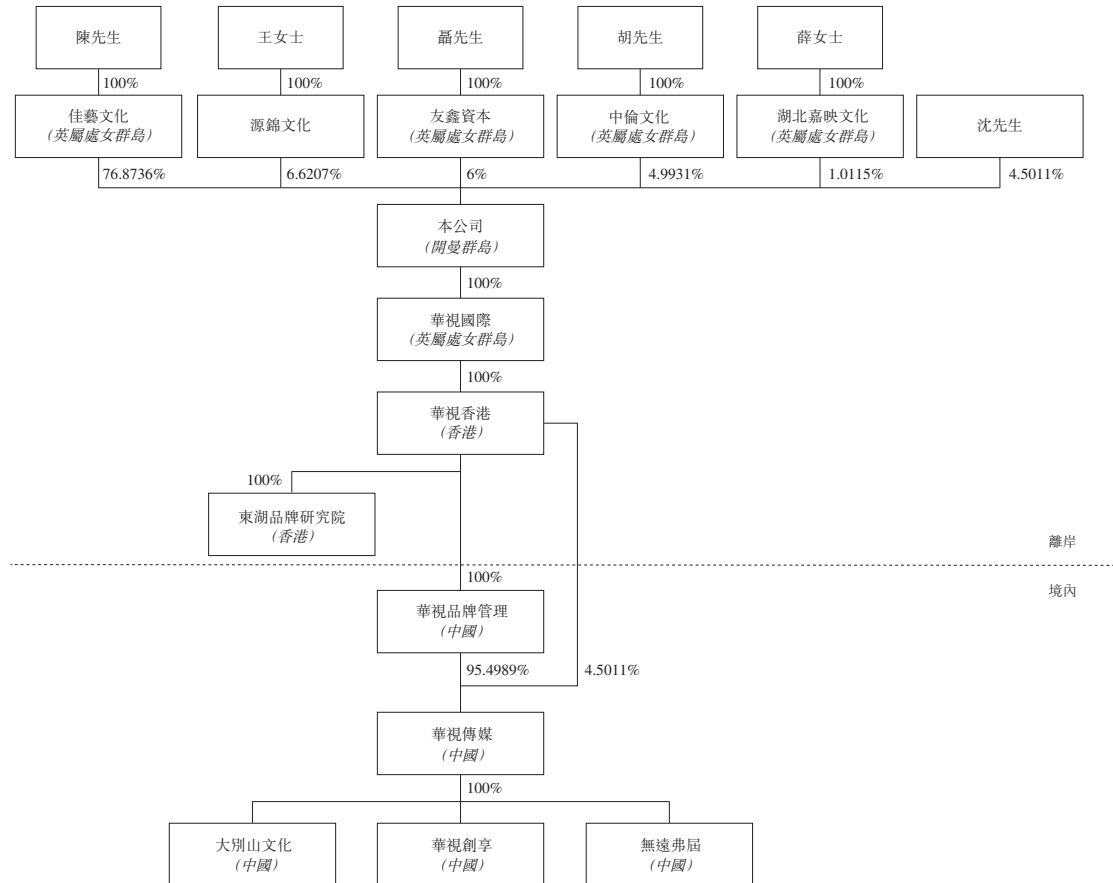 陳先生
王女士
聶先生
胡先生
薛女士
100%
100%
100%
100%
100%
佳藝文化
(英屬處女群島)
源錦文化
友鑫資本
(英屬處女群島)
中倫文化
(英屬處女群島)
湖北嘉映文化
(英屬處女群島)
沈先生
76.8736%
6.6207%
6%
4.9931%
1.0115%
4.5011%
本公司
(開曼群島)
100%
華視國際
(英屬處女群島)
100%
華視香港
(香港)
100%
東湖品牌研究院
(香港)
離岸
100%
境內
華視品牌管理
(中國)
95.4989%
4.5011%
華視傳媒
(中國)
100%
大別山文化
(中國)
華視創享
(中國)
無遠弗屆
(中國)